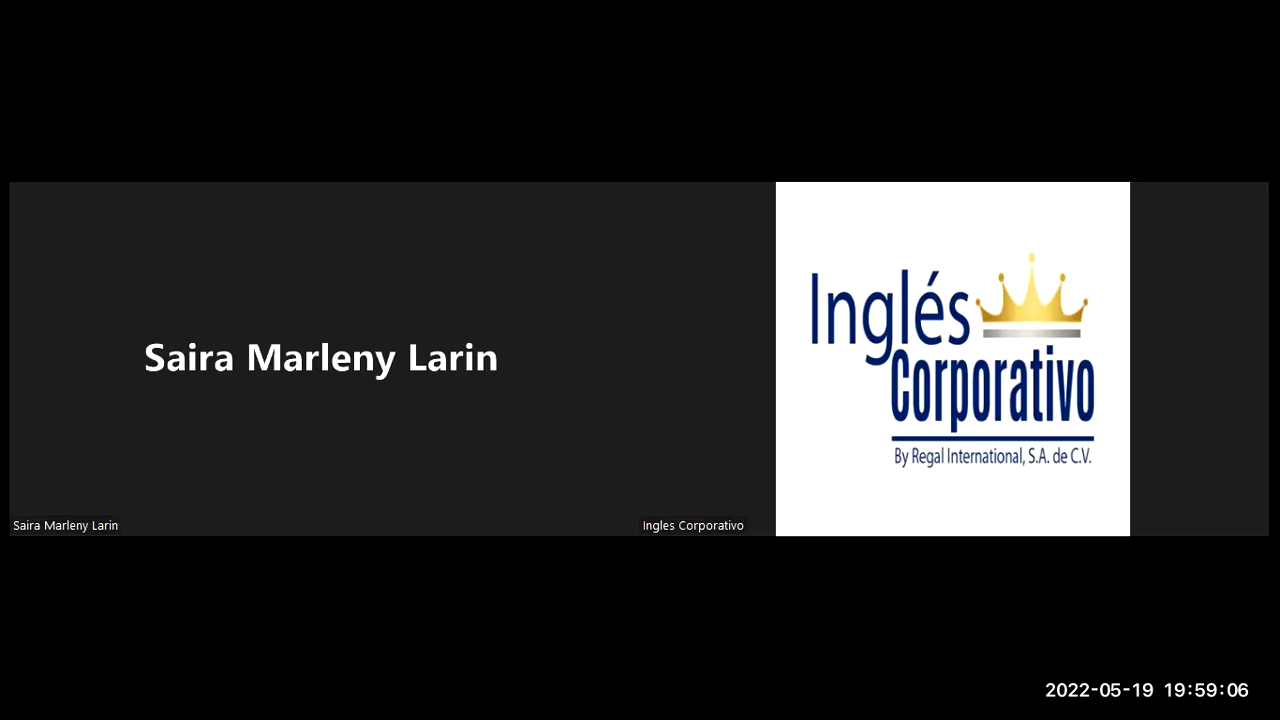 Saira Marleny Larin
Inglés
Corporativo
By Regal International, S.A. de C.V.
Saira Marleny Larin
Ingles Corporativo
2022-05-19 19:59:06